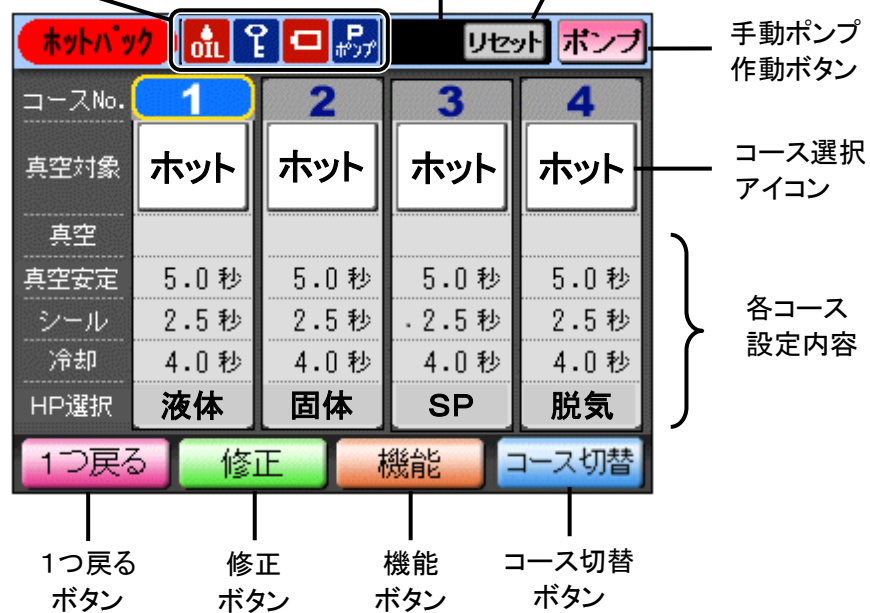 ホットパック OIL P ポンプ リセット ポンプ
手動ポンプ
作動ボタン
コースNo. 1 2 3 4
真空対象 ホット ホット ホット ホット
コース選択
アイコン
真空
真空安定 5.0秒 5.0秒 5.0秒 5.0秒
シール 2.5秒 2.5秒 2.5秒 2.5秒
冷却 4.0秒 4.0秒 4.0秒 4.0秒
HP選択 液体 固体 SP 脱気
各コース
設定内容
1つ戻る 修正 機能 コース切替
1つ戻る
ボタン
修正
ボタン
機能
ボタン
コース切替
ボタン